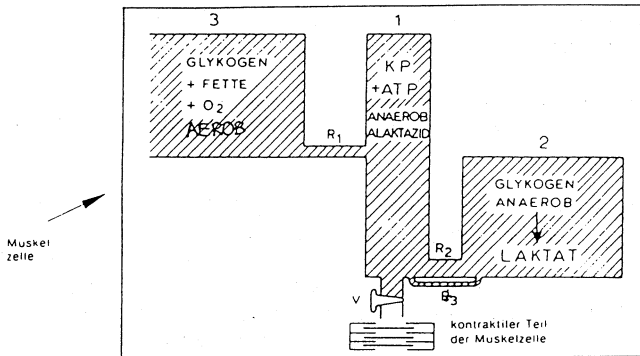 3
GLYKOGEN
+ FETTE
+ O₂
AEROB
R₁
1
KP
+ATP
ANAEROB
ALAKTAZID
2
GLYKOGEN
ANAEROB
LAKTAT
R₂
Muskel
zelle
V
kontraktiler Teil
der Muskelzelle